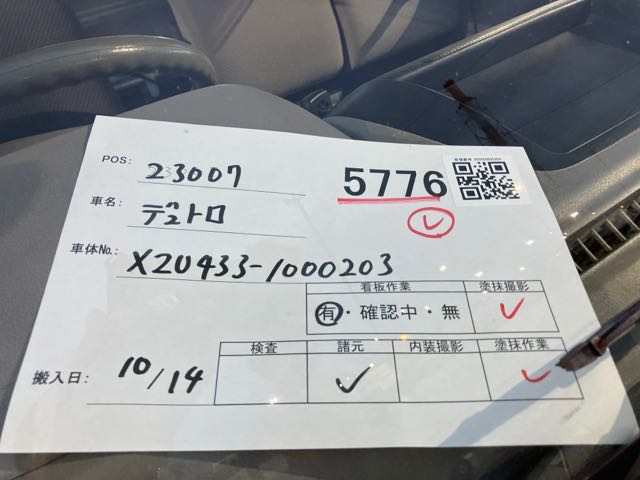 POS: 23007
5776
車名: デュトロ
車体No.: XZU433-1000203
看板作業 塗抹撮影
有・確認中・無 ✓
検査 諸元 内装撮影 塗抹作業
搬入日: 10/14 ✓ ✓